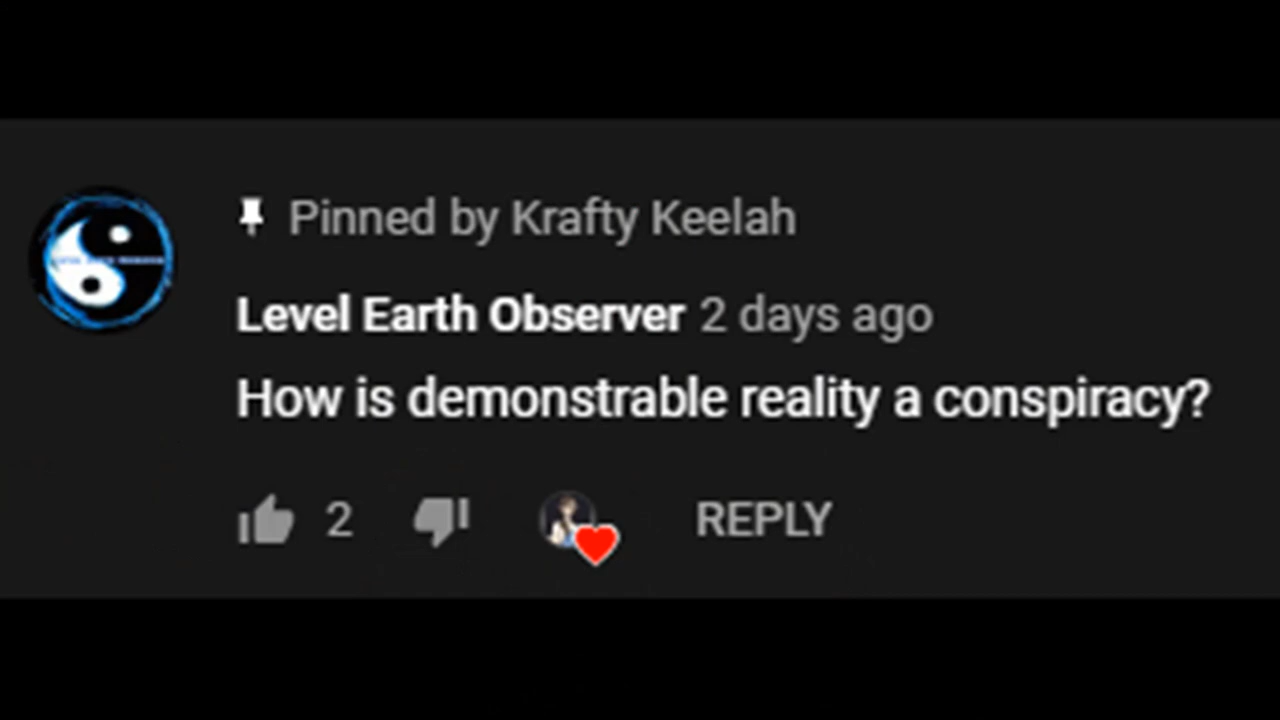 Pinned by Krafty Keelah
Level Earth Observer 2 days ago
How is demonstrable reality a conspiracy?
2 REPLY